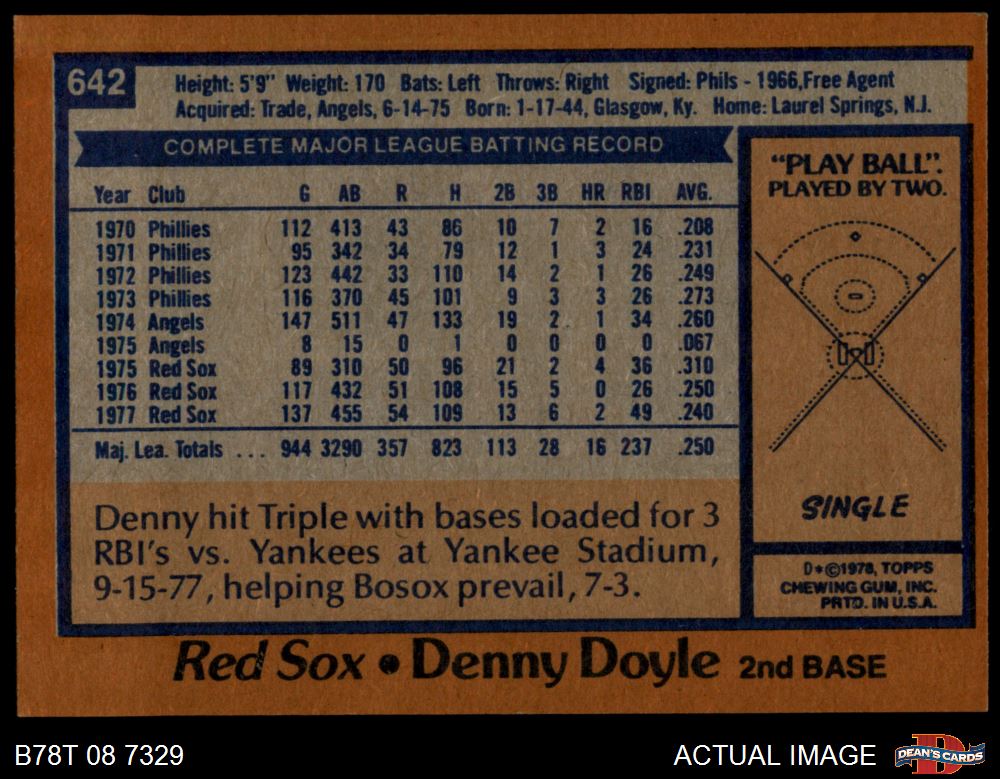 642
Height: 5'9" Weight: 170 Bats: Left Throws: Right Signed: Phils - 1966, Free Agent
Acquired: Trade, Angels, 6-14-75 Born: 1-17-44, Glasgow, Ky. Home: Laurel Springs, N.J.
COMPLETE MAJOR LEAGUE BATTING RECORD
Year Club G AB R H 2B 3B HR RBI AVG.
1970 Phillies 112 413 43 86 10 7 2 16 .208
1971 Phillies 95 342 34 79 12 1 3 24 .231
1972 Phillies 123 442 33 110 14 2 1 26 .249
1973 Phillies 116 370 45 101 9 3 3 26 .273
1974 Angels 147 511 47 133 19 2 1 34 .260
1975 Angels 8 15 0 1 0 0 0 0 .067
1975 Red Sox 89 310 50 96 21 2 4 36 .310
1976 Red Sox 117 432 51 108 15 5 0 26 .250
1977 Red Sox 137 455 54 109 13 6 2 49 .240
Maj. Lea. Totals ... 944 3290 357 823 113 28 16 237 .250
Denny hit Triple with bases loaded for 3
RBI's vs. Yankees at Yankee Stadium,
9-15-77, helping Bosox prevail, 7-3.
"PLAY BALL".
PLAYED BY TWO.
SINGLE
D*©1978, TOPPS
CHEWING GUM, INC.
PRTD. IN U.S.A.
Red Sox • Denny Doyle 2nd BASE
B78T 08 7329
ACTUAL IMAGE
D
DEAN'S CARDS